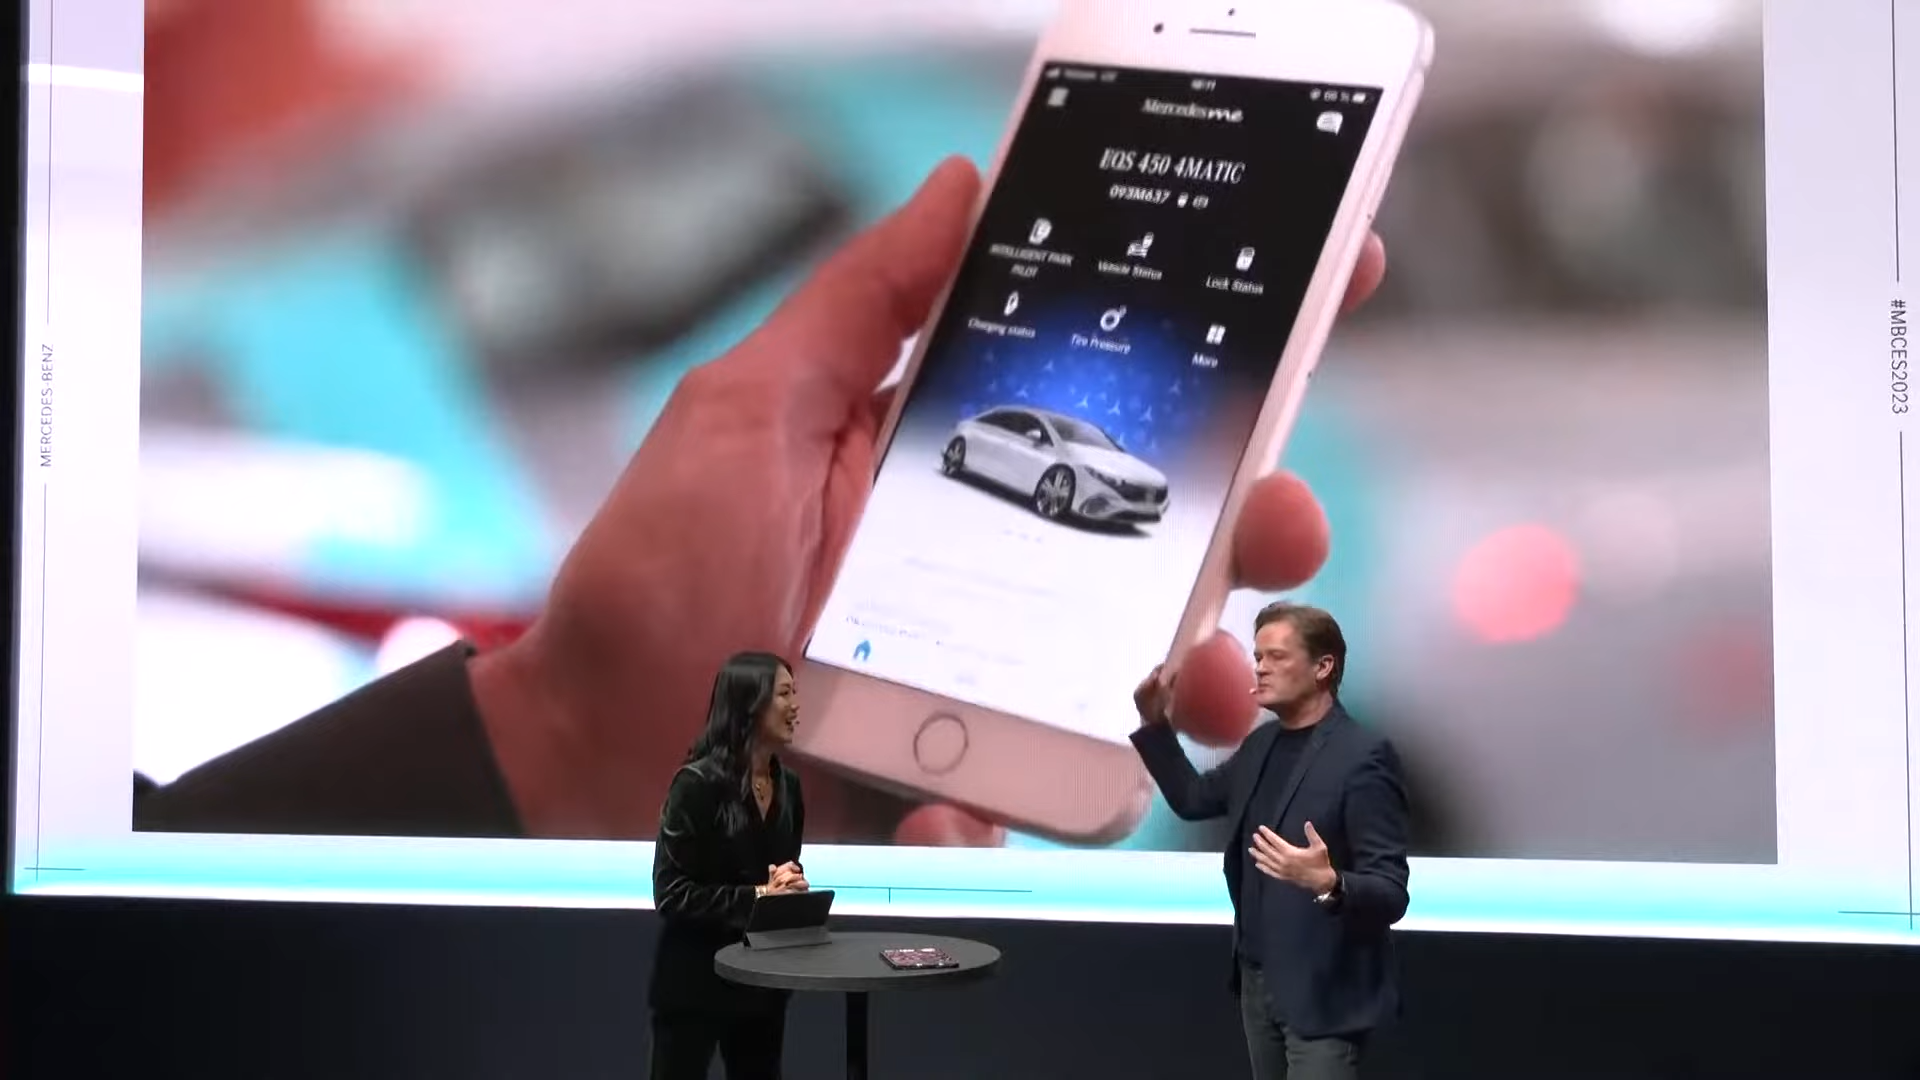 MERCEDES-BENZ
#MBCES2023
Mercedes me
EQS 450 4MATIC
093M637
INTELLIGENT PARK
PILOT
Vehicle Status
Lock Status
Charging status
Tire Pressure
More